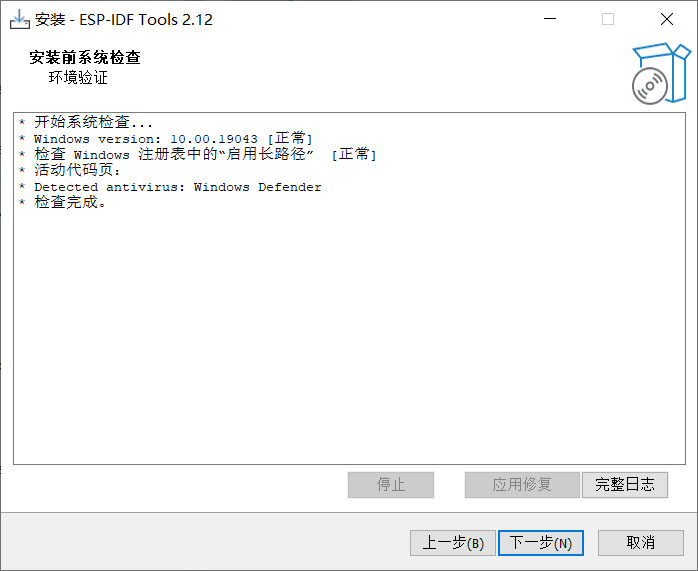 安装 - ESP-IDF Tools 2.12
安装前系统检查
环境验证
* 开始系统检查...
* Windows version: 10.00.19043 [正常]
* 检查 Windows 注册表中的“启用长路径” [正常]
* 活动代码页:
* Detected antivirus: Windows Defender
* 检查完成。
停止 应用修复 完整日志
上一步(B) 下一步(N) 取消